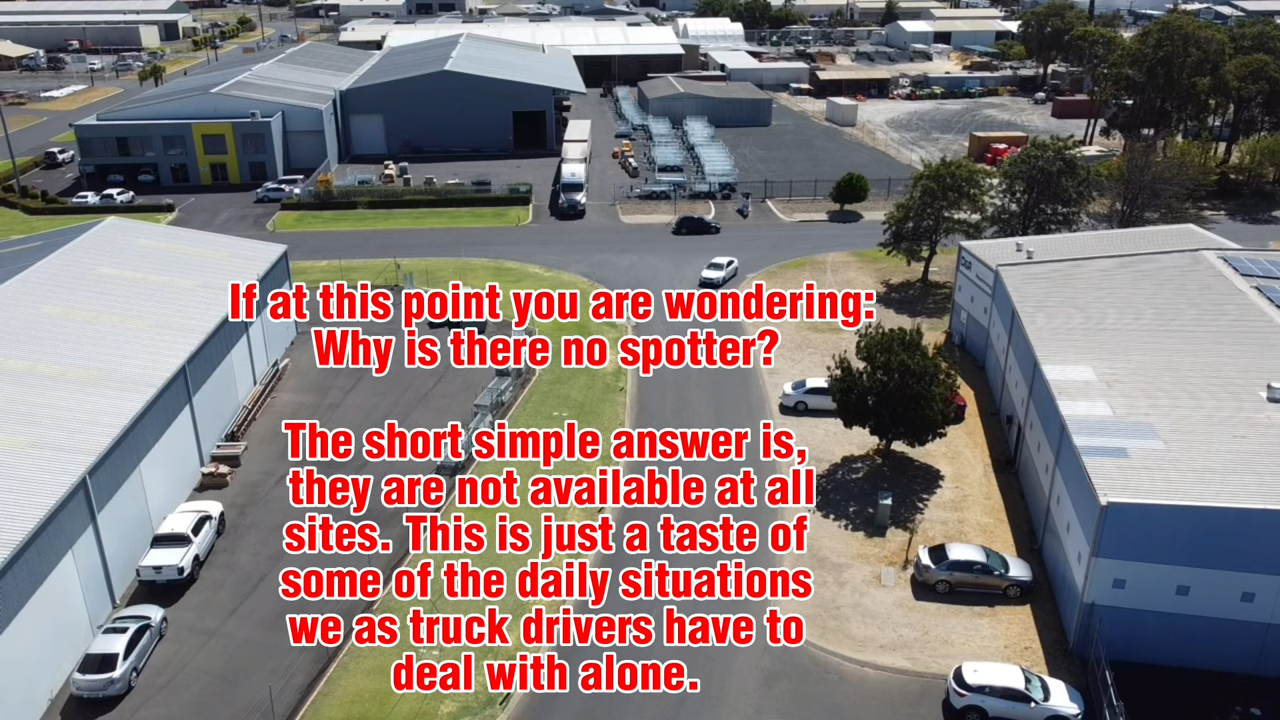 If at this point you are wondering:
Why is there no spotter?
The short simple answer is,
they are not available at all
sites. This is just a taste of
some of the daily situations
we as truck drivers have to
deal with alone.